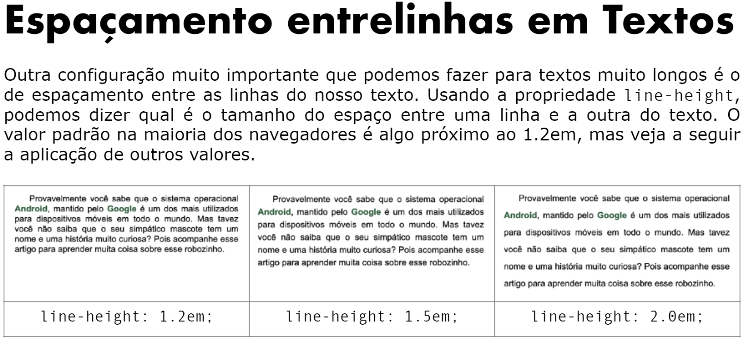 Espaçamento entrelinhas em Textos
Outra configuração muito importante que podemos fazer para textos muito longos é o
de espaçamento entre as linhas do nosso texto. Usando a propriedade line-height,
podemos dizer qual é o tamanho do espaço entre uma linha e a outra do texto. O
valor padrão na maioria dos navegadores é algo próximo ao 1.2em, mas veja a seguir
a aplicação de outros valores.
Provavelmente você sabe que o sistema operacional
Android, mantido pelo Google é um dos mais utilizados
para dispositivos móveis em todo o mundo. Mas tavez
você não saiba que o seu simpático mascote tem um
nome e uma história muito curiosa? Pois acompanhe esse
artigo para aprender muita coisa sobre esse robozinho.
line-height: 1.2em;
Provavelmente você sabe que o sistema operacional
Android, mantido pelo Google é um dos mais utilizados
para dispositivos móveis em todo o mundo. Mas tavez
você não saiba que o seu simpático mascote tem um
nome e uma história muito curiosa? Pois acompanhe esse
artigo para aprender muita coisa sobre esse robozinho.
line-height: 1.5em;
Provavelmente você sabe que o sistema operacional
Android, mantido pelo Google é um dos mais utilizados
para dispositivos móveis em todo o mundo. Mas tavez
você não saiba que o seu simpático mascote tem um
nome e uma história muito curiosa? Pois acompanhe esse
artigo para aprender muita coisa sobre esse robozinho.
line-height: 2.0em;